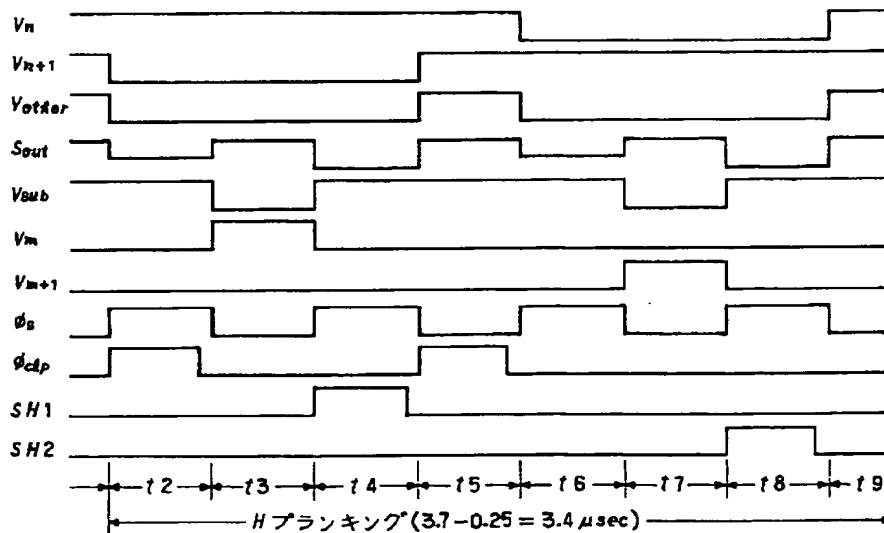 Vn
Vn+1
Vother
Sout
Vsub
Vm
Vm+1
φs
φclp
SH1
SH2
t2 t3 t4 t5 t6 t7 t8 t9
Hブランキング(3.7-0.25=3.4μsec)